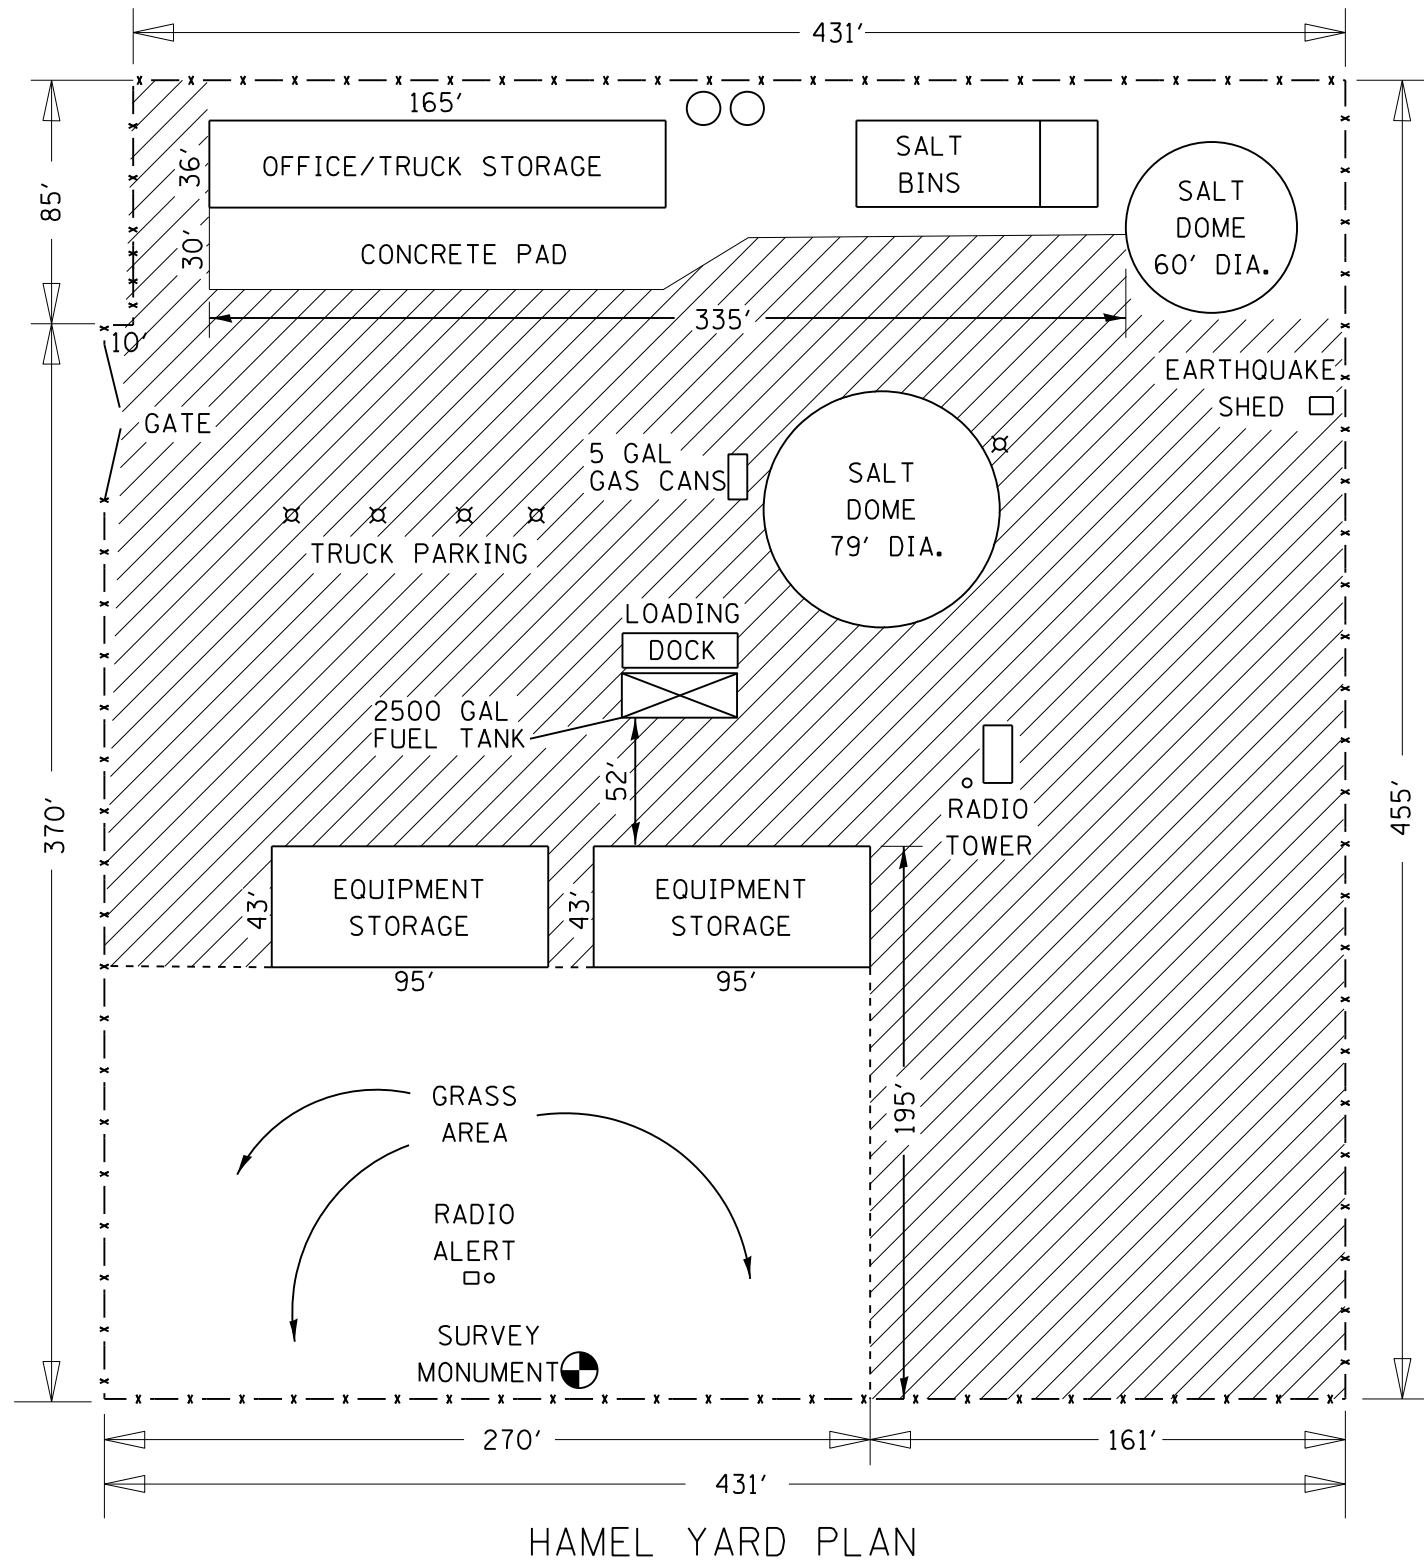 431'
165'
36'
OFFICE/TRUCK STORAGE
SALT
BINS
SALT
DOME
60' DIA.
85'
30'
CONCRETE PAD
335'
10'
EARTHQUAKE
SHED
GATE
5 GAL
GAS CANS
SALT
DOME
79' DIA.
TRUCK PARKING
LOADING
DOCK
2500 GAL
FUEL TANK
52'
370'
455'
RADIO
TOWER
43'
EQUIPMENT
STORAGE
43'
EQUIPMENT
STORAGE
95'
95'
GRASS
AREA
195'
RADIO
ALERT
SURVEY
MONUMENT
270'
161'
431'
HAMEL YARD PLAN